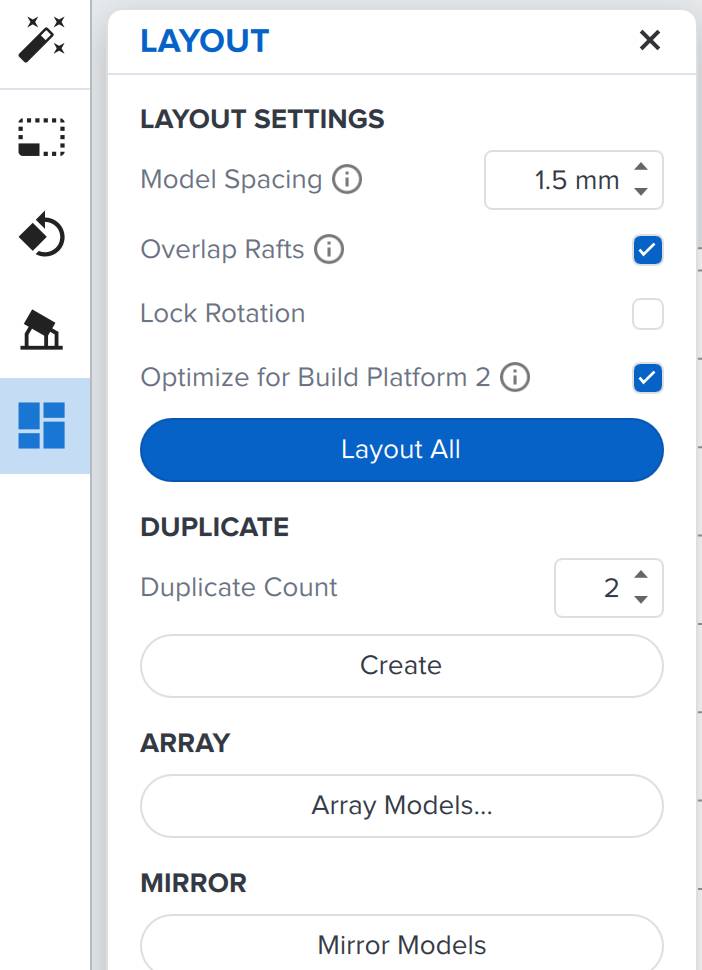 LAYOUT
LAYOUT SETTINGS
Model Spacing 1.5 mm
Overlap Rafts
Lock Rotation
Optimize for Build Platform 2
Layout All
DUPLICATE
Duplicate Count 2
Create
ARRAY
Array Models...
MIRROR
Mirror Models